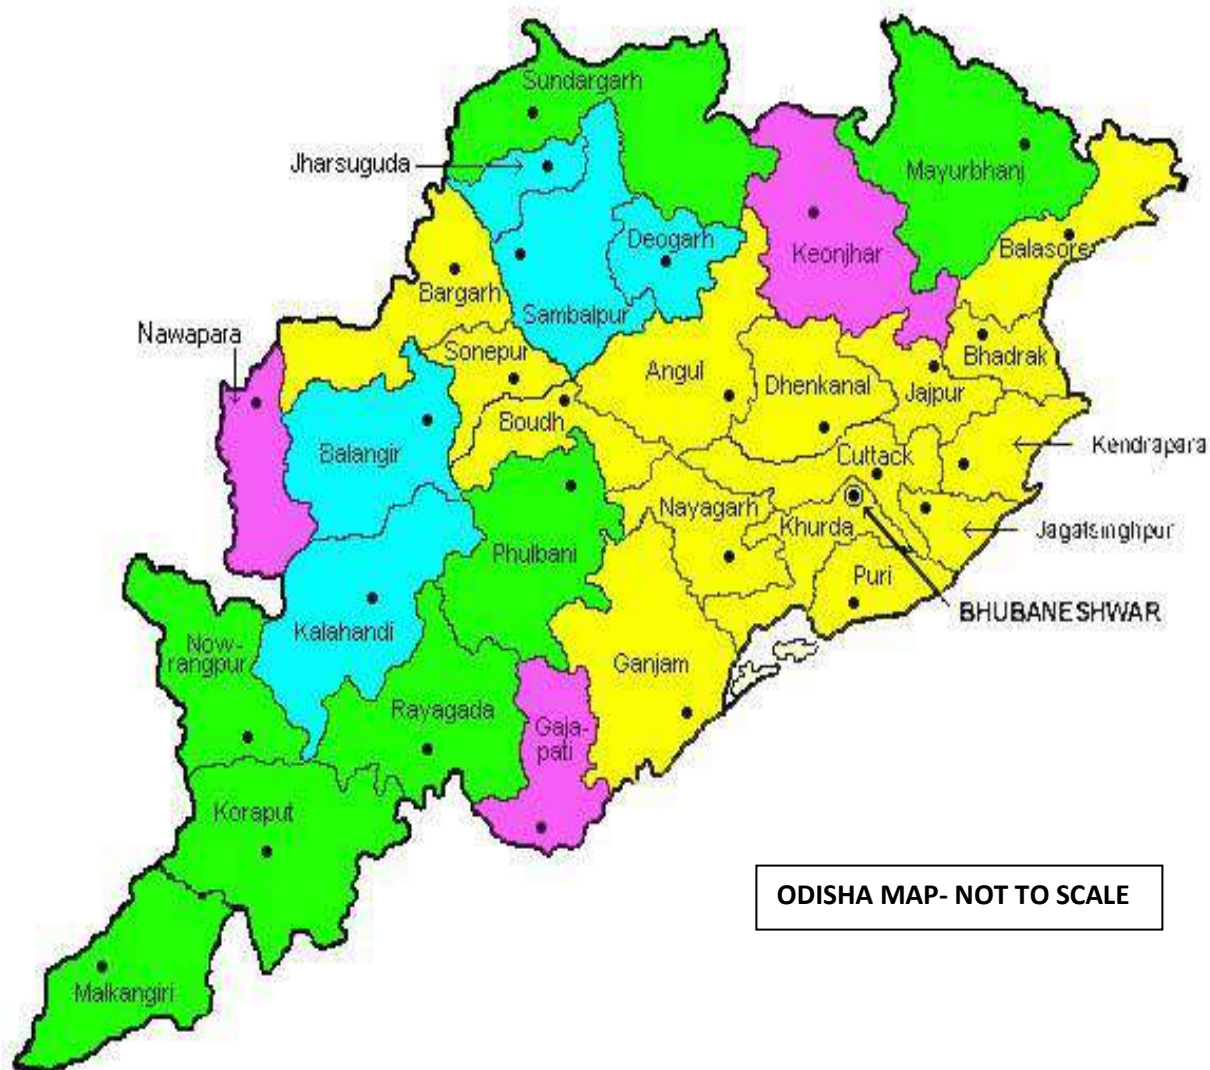 Sundargarh
Jharsuguda
Mayurbhanj
Deogarh
Keonjhar
Balasore
Bargarh
Sambalpur
Nawapara
Sonepur
Bhadrak
Angul
Dhenkanal
Jajpur
Boudh
Balangir
Cuttack
Kendrapara
Nayagarh
Khurda
Jagatsinghpur
Phulbani
Puri
BHUBANESHWAR
Kalahandi
Now-
rangpur
Ganjam
Rayagada
Gaja-
pati
Koraput
ODISHA MAP- NOT TO SCALE
Malkangiri